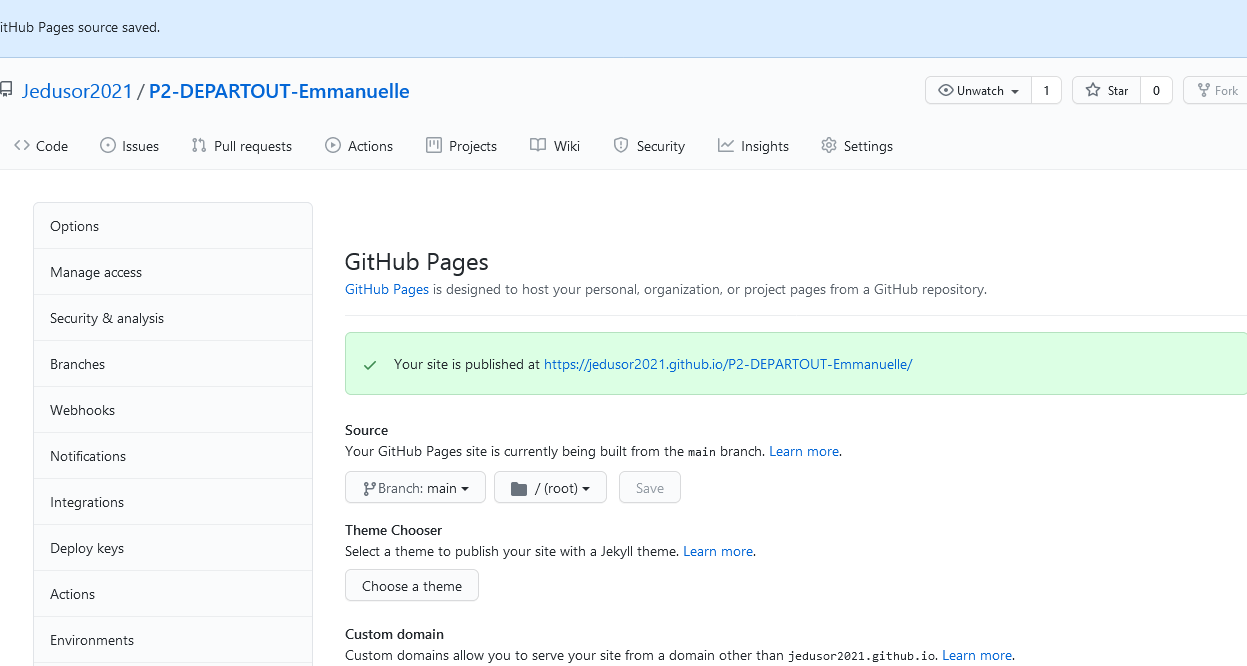 itHub Pages source saved.
Jedusor2021 / P2-DEPARTOUT-Emmanuelle
Unwatch 1 Star 0 Fork
Code Issues Pull requests Actions Projects Wiki Security Insights Settings
Options
Manage access
Security & analysis
Branches
Webhooks
Notifications
Integrations
Deploy keys
Actions
Environments
GitHub Pages
GitHub Pages is designed to host your personal, organization, or project pages from a GitHub repository.
Your site is published at https://jedusor2021.github.io/P2-DEPARTOUT-Emmanuelle/
Source
Your GitHub Pages site is currently being built from the main branch. Learn more.
Branch: main / (root) Save
Theme Chooser
Select a theme to publish your site with a Jekyll theme. Learn more.
Choose a theme
Custom domain
Custom domains allow you to serve your site from a domain other than jedusor2021.github.io. Learn more.